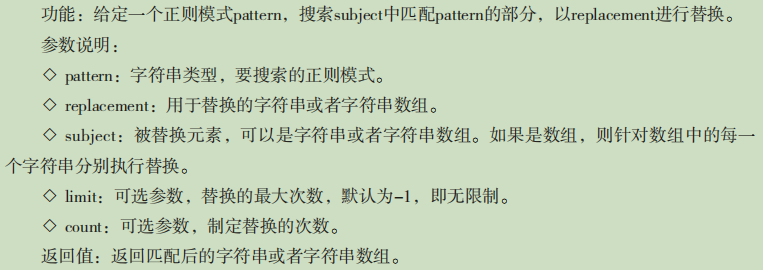 功能：给定一个正则模式pattern，搜索subject中匹配pattern的部分，以replacement进行替换。
参数说明：
◇ pattern：字符串类型，要搜索的正则模式。
◇ replacement：用于替换的字符串或者字符串数组。
◇ subject：被替换元素，可以是字符串或者字符串数组。如果是数组，则针对数组中的每一
个字符串分别执行替换。
◇ limit：可选参数，替换的最大次数，默认为–1，即无限制。
◇ count：可选参数，制定替换的次数。
返回值：返回匹配后的字符串或者字符串数组。